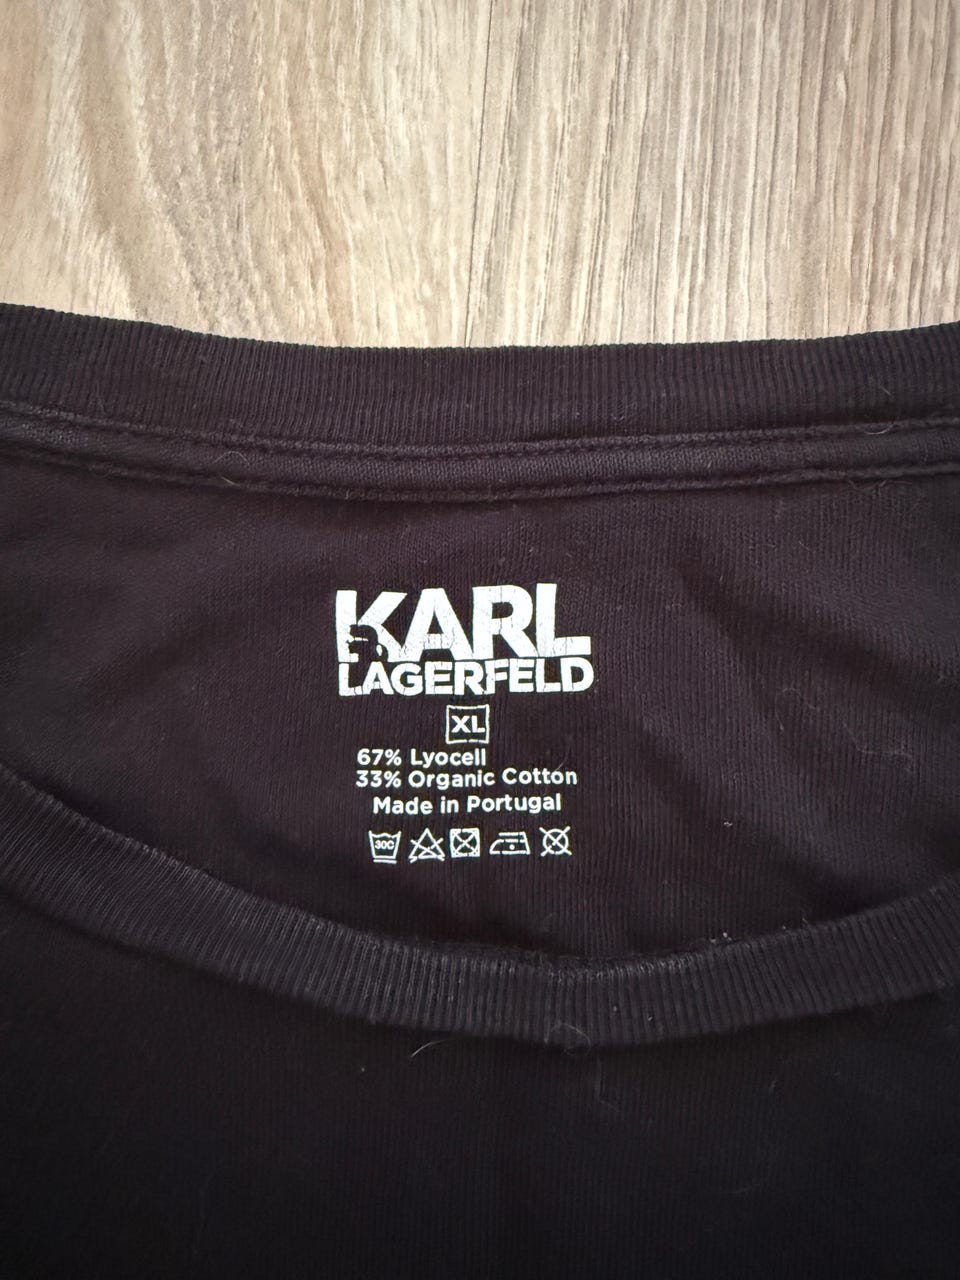 KARL
LAGERFELD
XL
67% Lyocell
33% Organic Cotton
Made in Portugal
30C